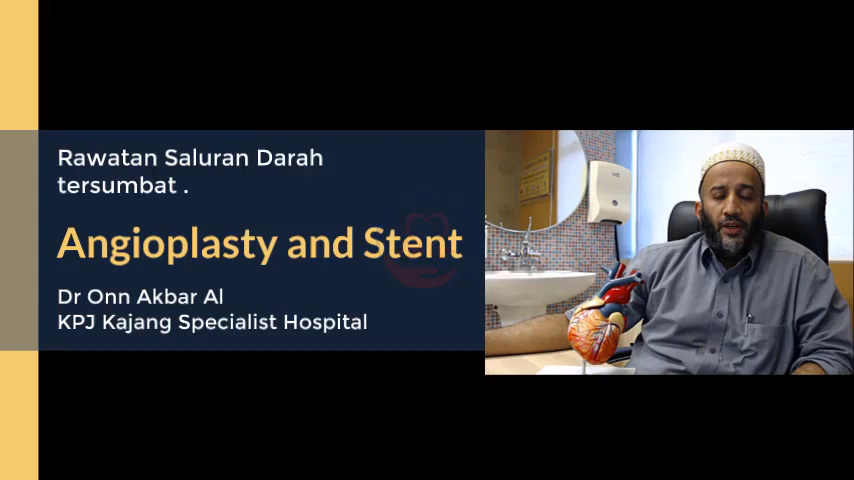 Rawatan Saluran Darah
tersumbat .
Angioplasty and Stent
Dr Onn Akbar Al
KPJ Kajang Specialist Hospital